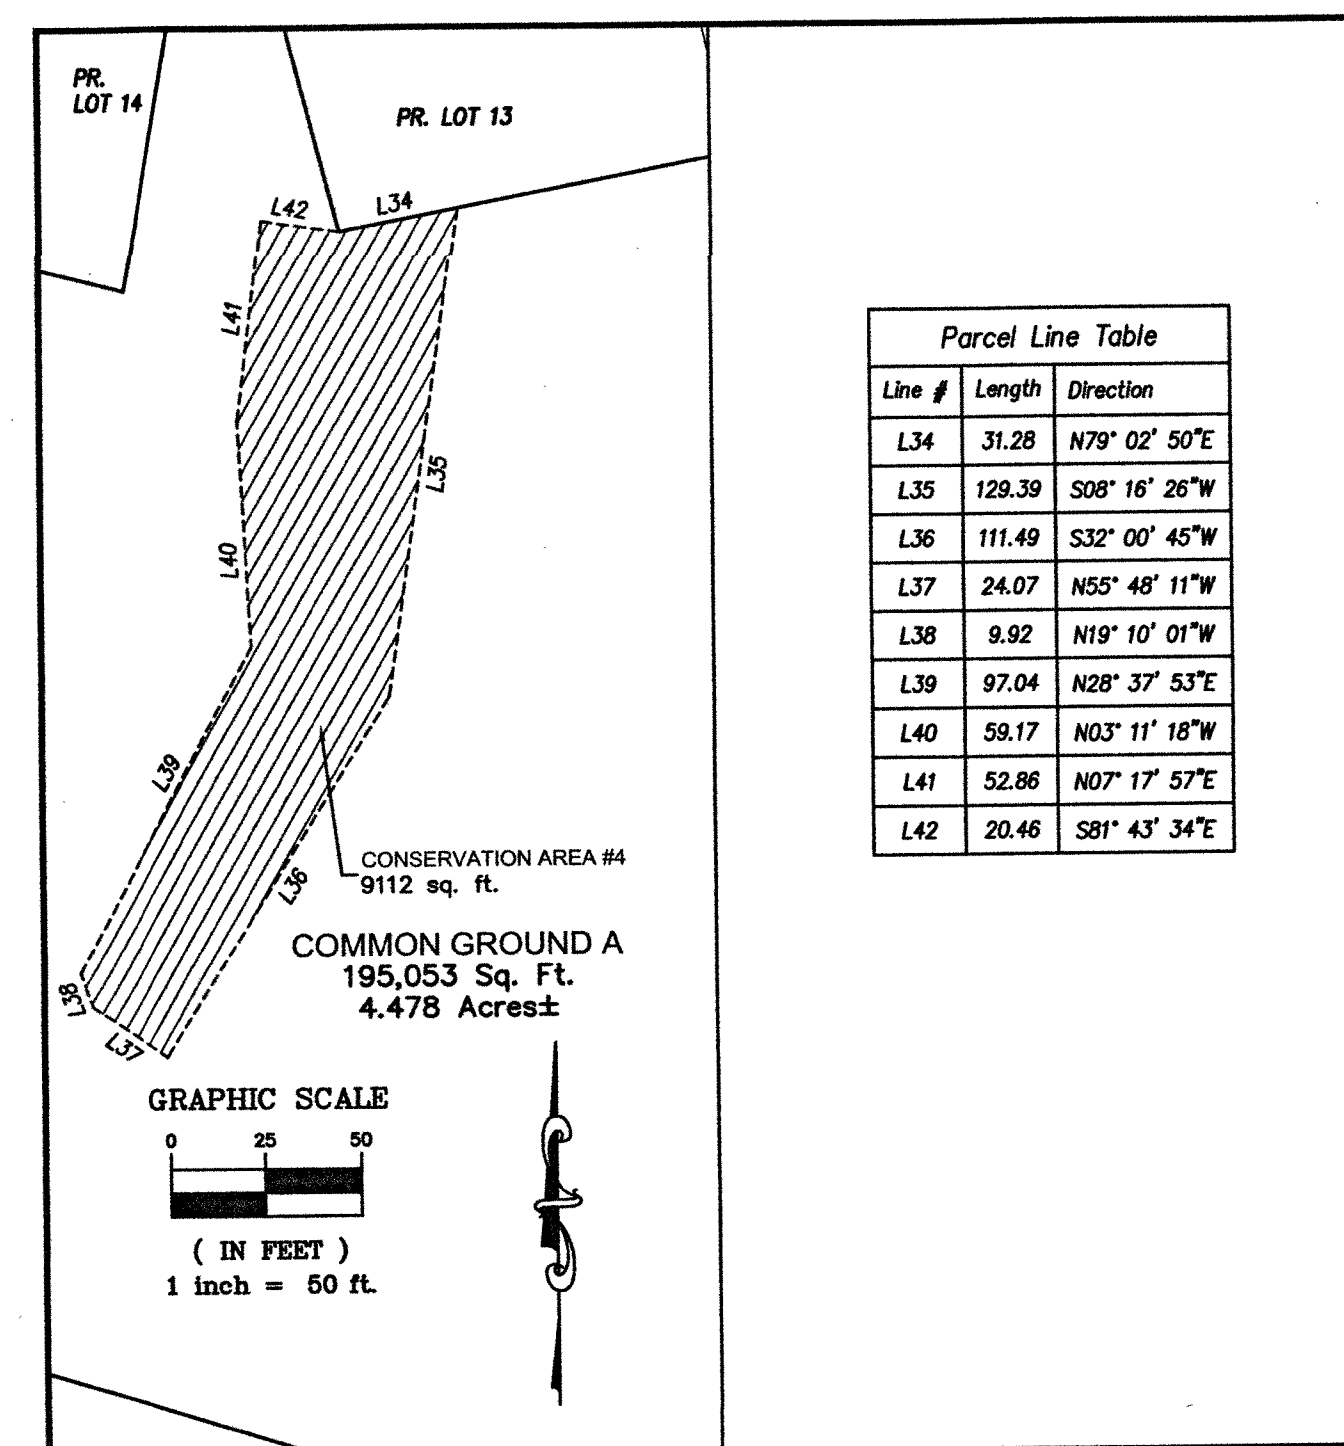 PR.
LOT 14
PR. LOT 13
L42
L34
L41
L35
L40
L39
L36
L38
L37
CONSERVATION AREA #4
9112 sq. ft.
COMMON GROUND A
195,053 Sq. Ft.
4.478 Acres±
GRAPHIC SCALE
0 25 50
( IN FEET )
1 inch = 50 ft.
Parcel Line Table
Line # Length Direction
L34 31.28 N79° 02' 50"E
L35 129.39 S08° 16' 26"W
L36 111.49 S32° 00' 45"W
L37 24.07 N55° 48' 11"W
L38 9.92 N19° 10' 01"W
L39 97.04 N28° 37' 53"E
L40 59.17 N03° 11' 18"W
L41 52.86 N07° 17' 57"E
L42 20.46 S81° 43' 34"E